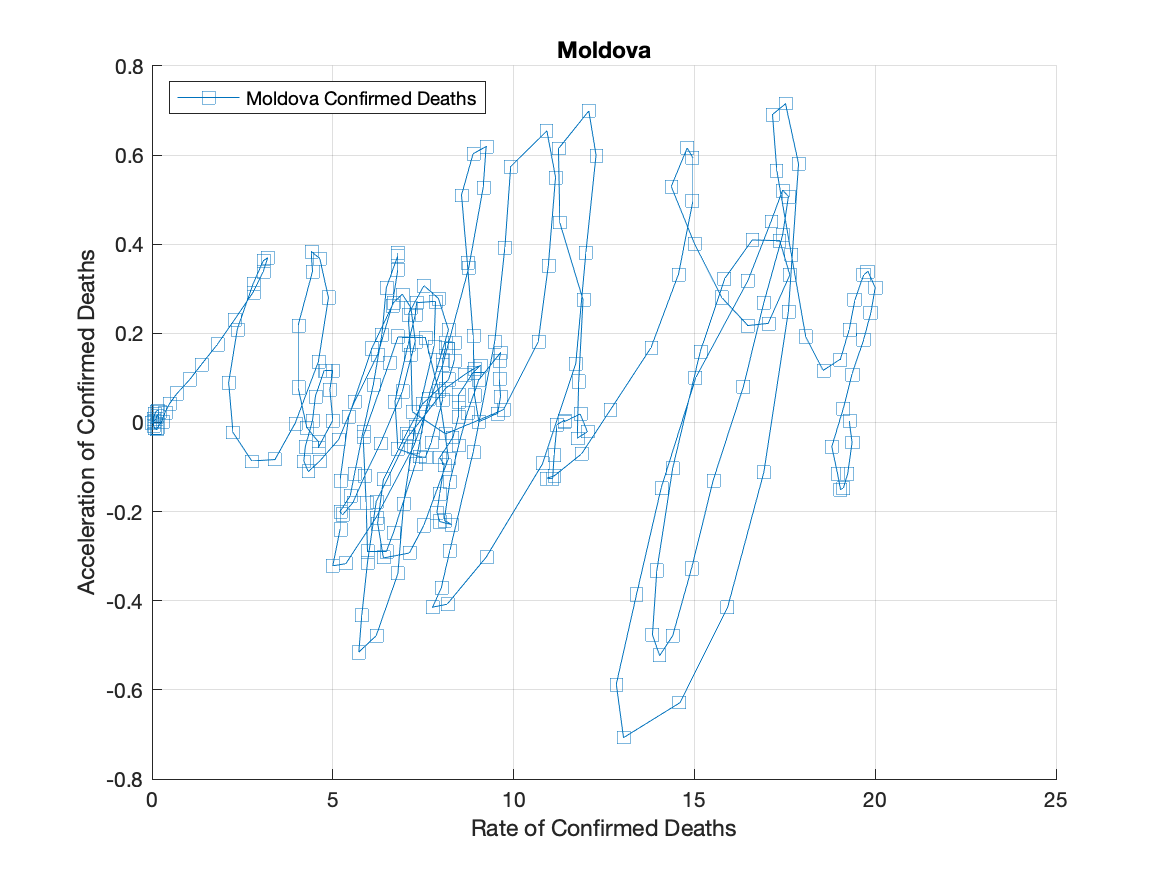 Moldova
0.8
Moldova Confirmed Deaths
0.6
0.4
0.2
0
-0.2
-0.4
-0.6
-0.8
Acceleration of Confirmed Deaths
0 5 10 15 20 25
Rate of Confirmed Deaths